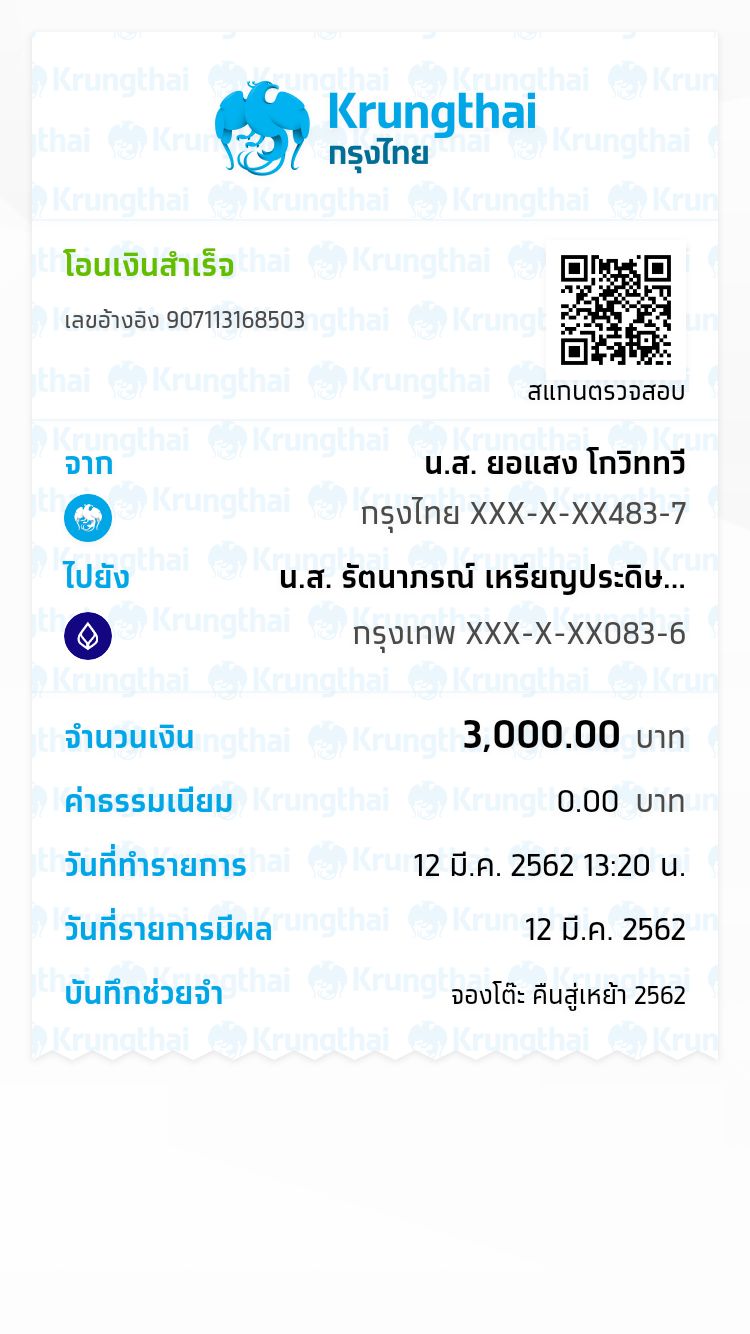 Krungthai
กรุงไทย
โอนเงินสำเร็จ
เลขอ้างอิง 907113168503
สแกนตรวจสอบ
จาก น.ส. ยอแสง โกวิททวี
กรุงไทย XXX-X-XX483-7
ไปยัง น.ส. รัตนาภรณ์ เหรียญประดิษ...
กรุงเทพ XXX-X-XX083-6
จำนวนเงิน 3,000.00 บาท
ค่าธรรมเนียม 0.00 บาท
วันที่ทำรายการ 12 มี.ค. 2562 13:20 น.
วันที่รายการมีผล 12 มี.ค. 2562
บันทึกช่วยจำ จองโต๊ะ คืนสู่เหย้า 2562